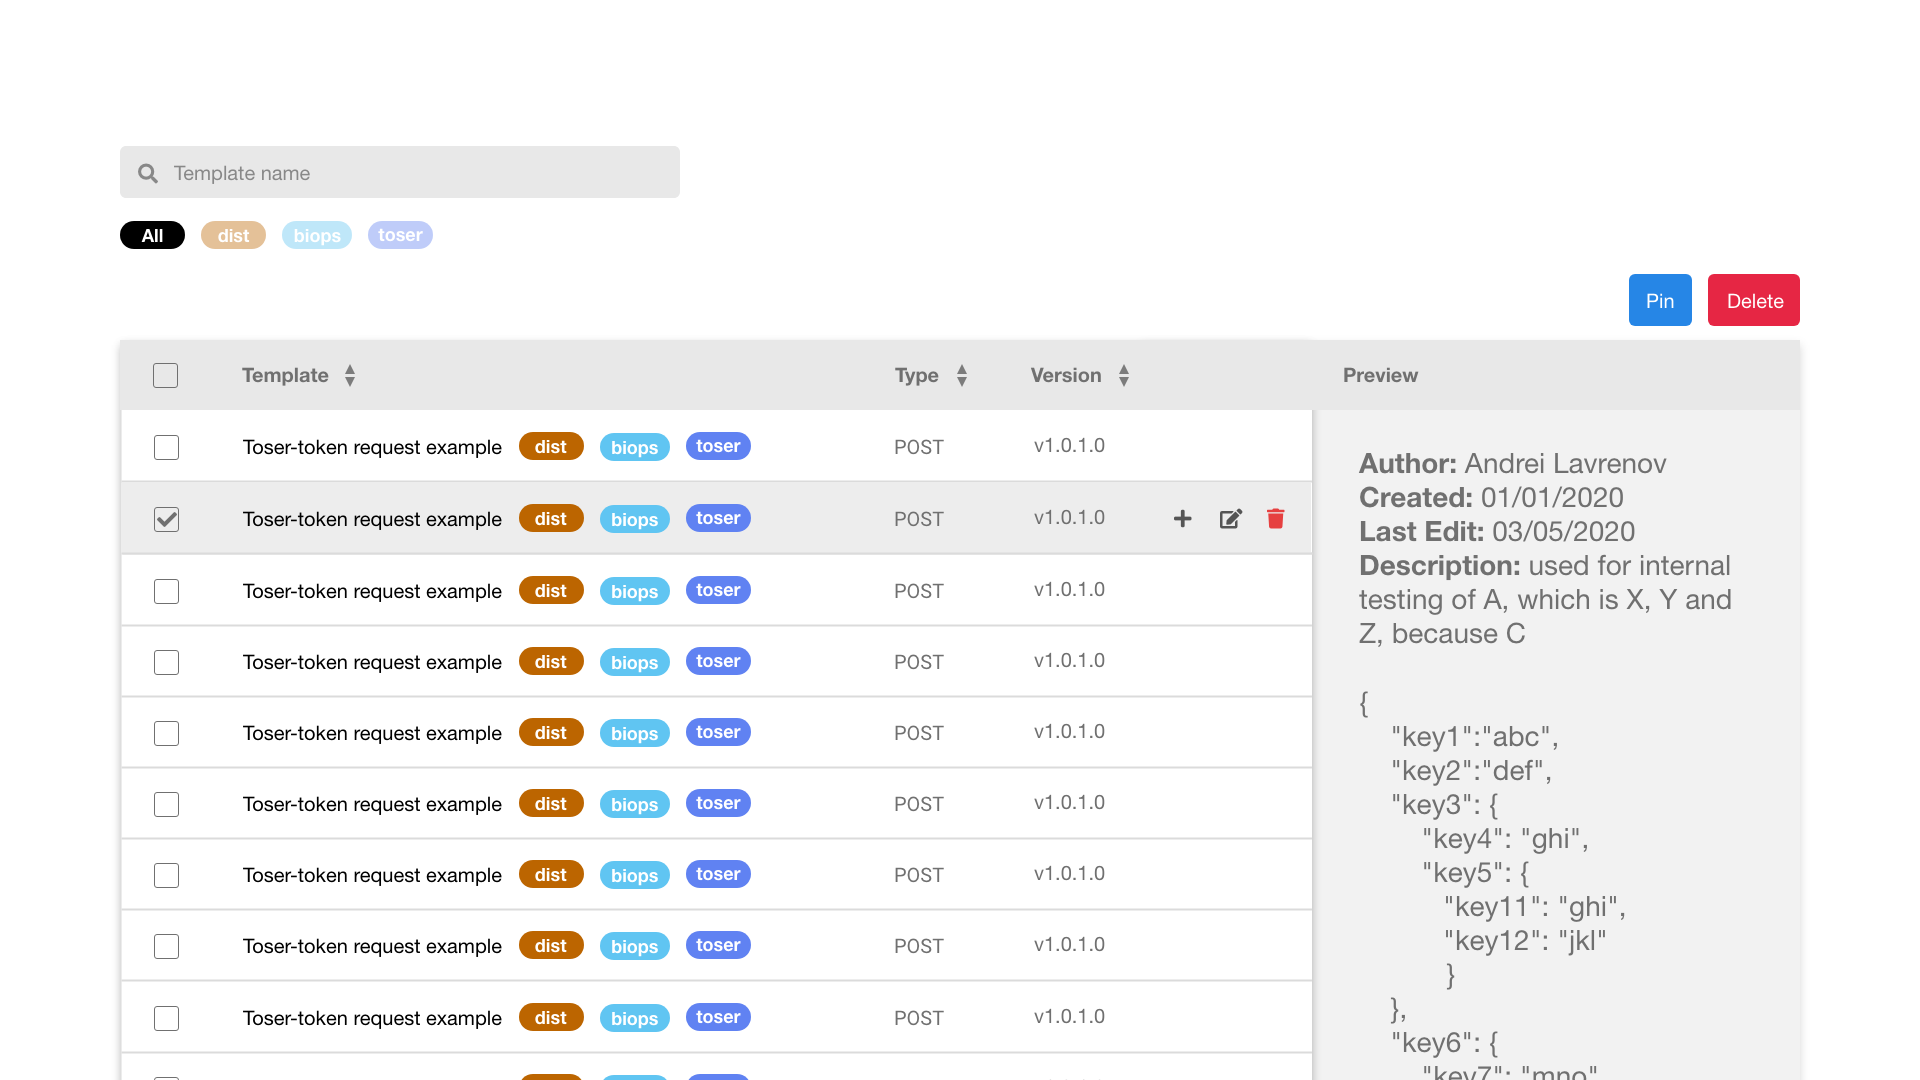 Template name
All dist biops toser
Pin Delete
Template Type Version Preview
Toser-token request example dist biops toser POST v1.0.1.0
Toser-token request example dist biops toser POST v1.0.1.0
Toser-token request example dist biops toser POST v1.0.1.0
Toser-token request example dist biops toser POST v1.0.1.0
Toser-token request example dist biops toser POST v1.0.1.0
Toser-token request example dist biops toser POST v1.0.1.0
Toser-token request example dist biops toser POST v1.0.1.0
Toser-token request example dist biops toser POST v1.0.1.0
Toser-token request example dist biops toser POST v1.0.1.0
Author: Andrei Lavrenov
Created: 01/01/2020
Last Edit: 03/05/2020
Description: used for internal
testing of A, which is X, Y and
Z, because C
{
"key1":"abc",
"key2":"def",
"key3": {
"key4": "ghi",
"key5": {
"key11": "ghi",
"key12": "jkl"
}
},
"key6": {
"key7": "mno"